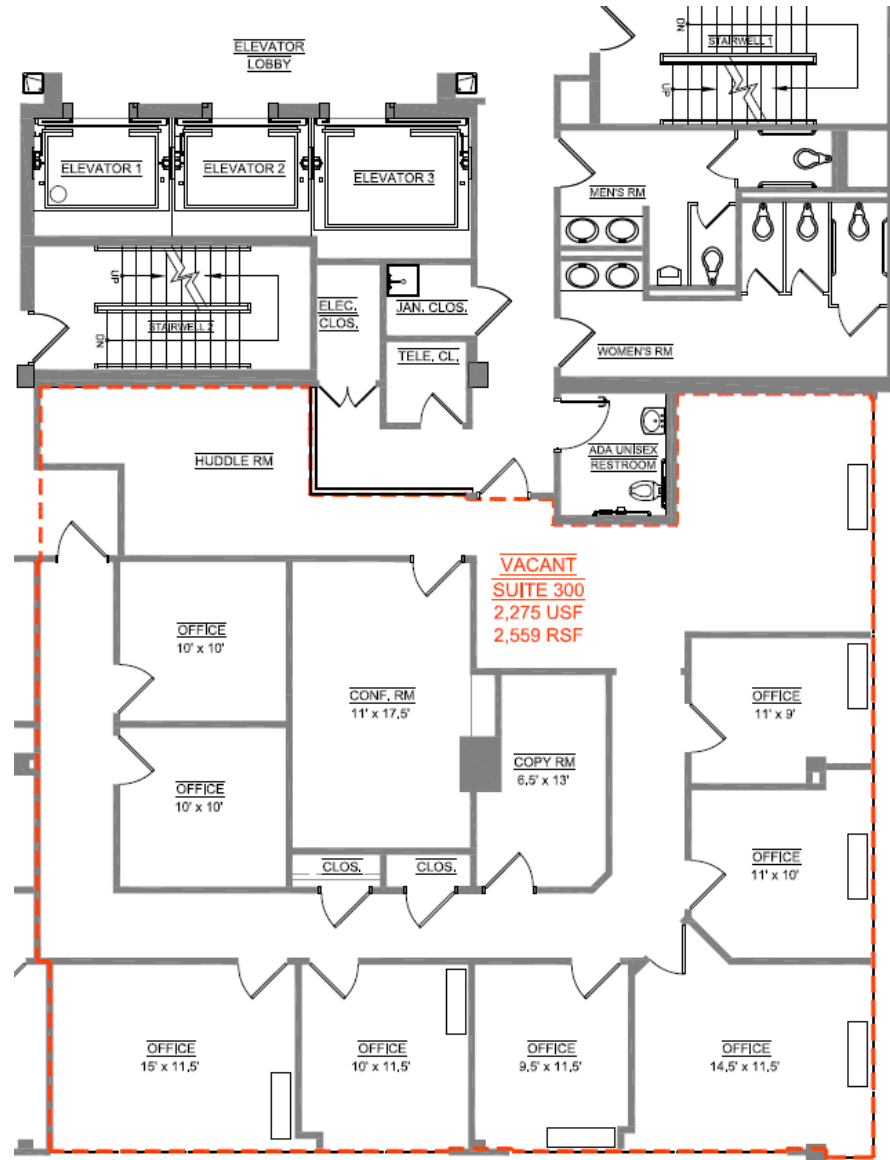 ELEVATOR
LOBBY
DN
STAIRWELL 1
UP
ELEVATOR 1
ELEVATOR 2
ELEVATOR 3
MEN'S RM
UP
ELEC.
CLOS.
JAN. CLOS.
STAIRWELL 2
DN
TELE. CL.
WOMEN'S RM
HUDDLE RM
ADA UNISEX
RESTROOM
VACANT
SUITE 300
2,275 USF
2,559 RSF
OFFICE
10' x 10'
CONF. RM
11' x 17.5'
OFFICE
11' x 9'
COPY RM
6.5' x 13'
OFFICE
10' x 10'
OFFICE
11' x 10'
CLOS.
CLOS.
OFFICE
15' x 11.5'
OFFICE
10' x 11.5'
OFFICE
9.5' x 11.5'
OFFICE
14.5' x 11.5'